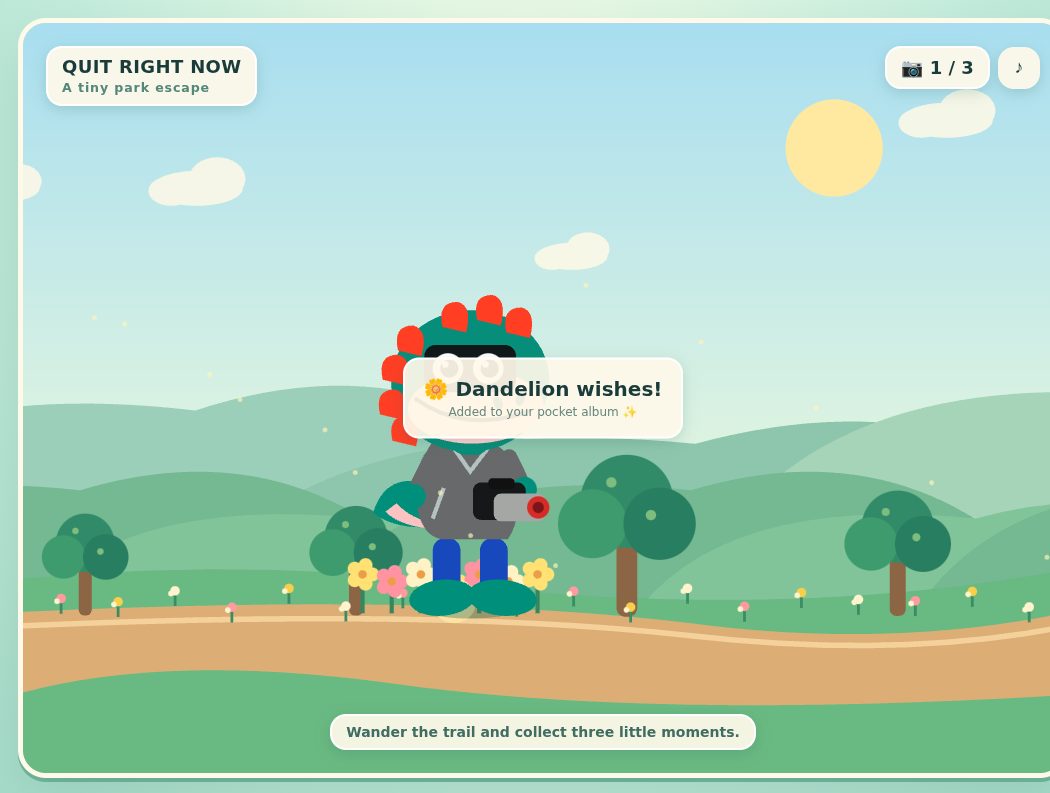 QUIT RIGHT NOW
A tiny park escape
📷 1 / 3
♪
🌼 Dandelion wishes!
Added to your pocket album ✨
Wander the trail and collect three little moments.